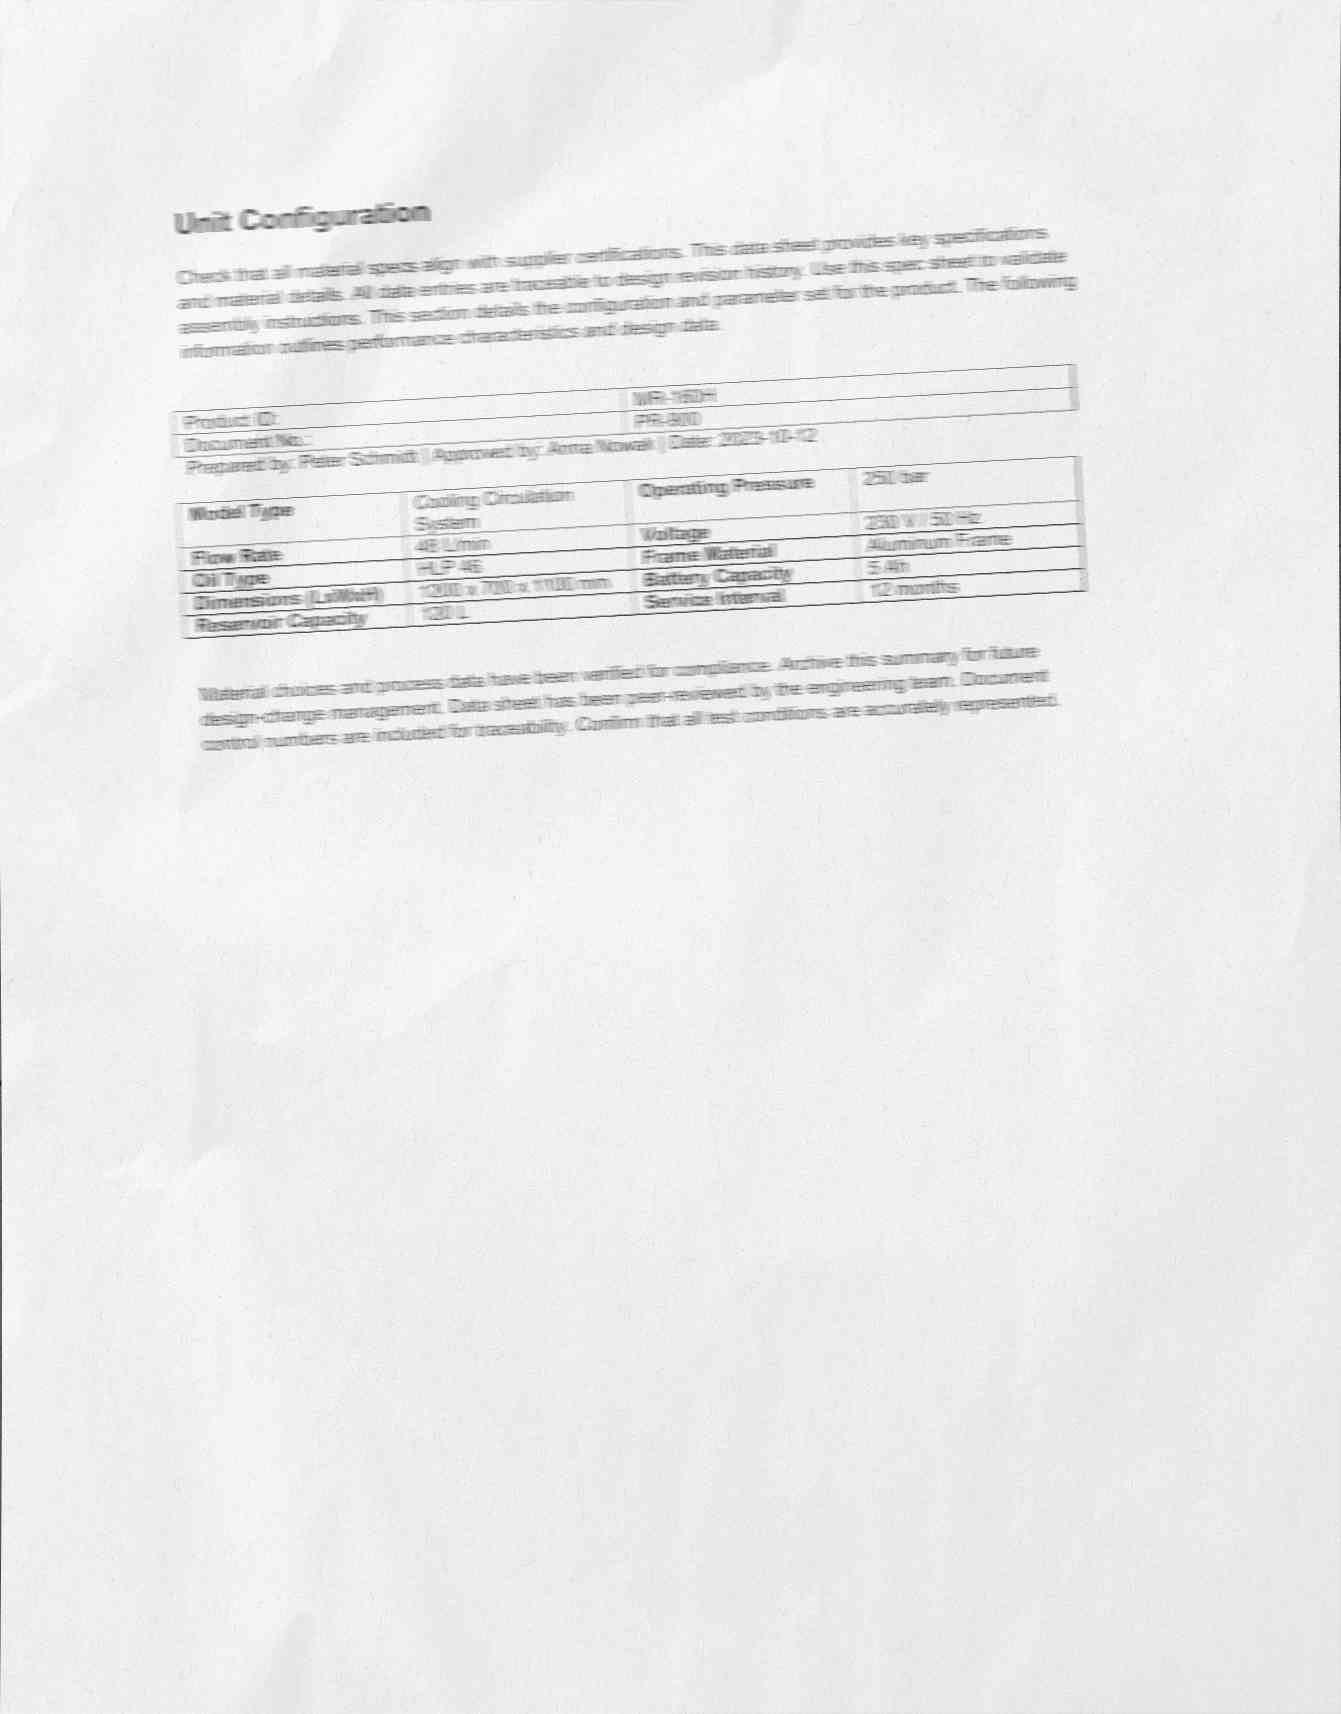 Unit Configuration
Check that all material specs align with supplier certifications. This data sheet provides key specifications
and material details. All data entries are traceable to design revision history. Use this spec sheet to validate
assembly instructions. This section details the configuration and parameter set for the product. The following
information outlines performance characteristics and design data.
Product ID:
Document No.:
Prepared by: Peter Schmidt | Approved by: Anna Nowak | Date: 2023-10-12
Model Type Cooling Circulation System Operating Pressure 250 bar
Flow Rate L/min Voltage 230 V / 50 Hz
Oil Type HLP 46 Frame Material Aluminum Frame
Dimensions (LxWxH) 1200 x 700 x 1100 mm Battery Capacity
Reservoir Capacity 120 L Service Interval 12 months
Material choices and process data have been verified for compliance. Archive this summary for future
design-change management. Data sheet has been peer-reviewed by the engineering team. Document
control numbers are included for traceability. Confirm that all test conditions are accurately represented.